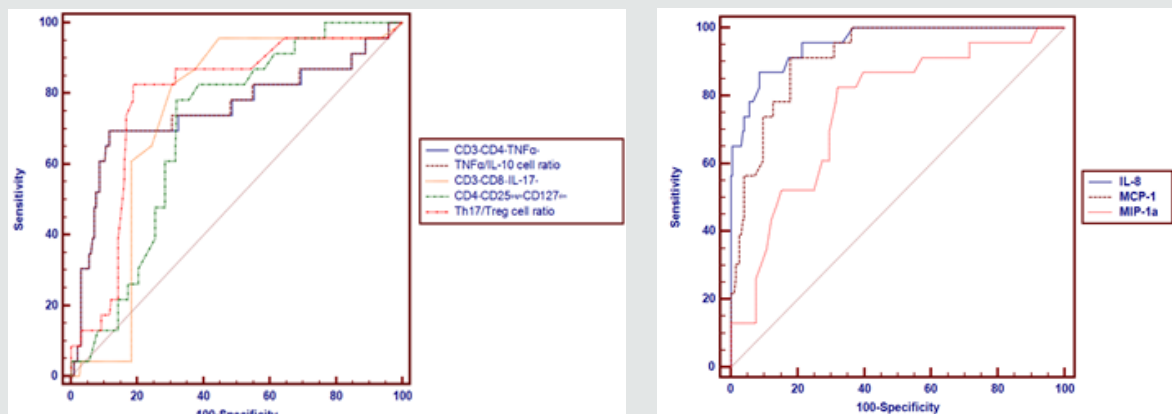 100
80
60
40
20
0
Sensitivity
0 20 40 60 80 100
100-Specificity
CD3-CD4-TNFα-
TNFα/IL-10 cell ratio
CD3-CD8-IL-17-
CD4-CD25
-CD127
Th17/Treg cell ratio
100
80
60
40
20
0
Sensitivity
0 20 40 60 80 100
100-Specificity
IL-8
MCP-1
MIP-1a